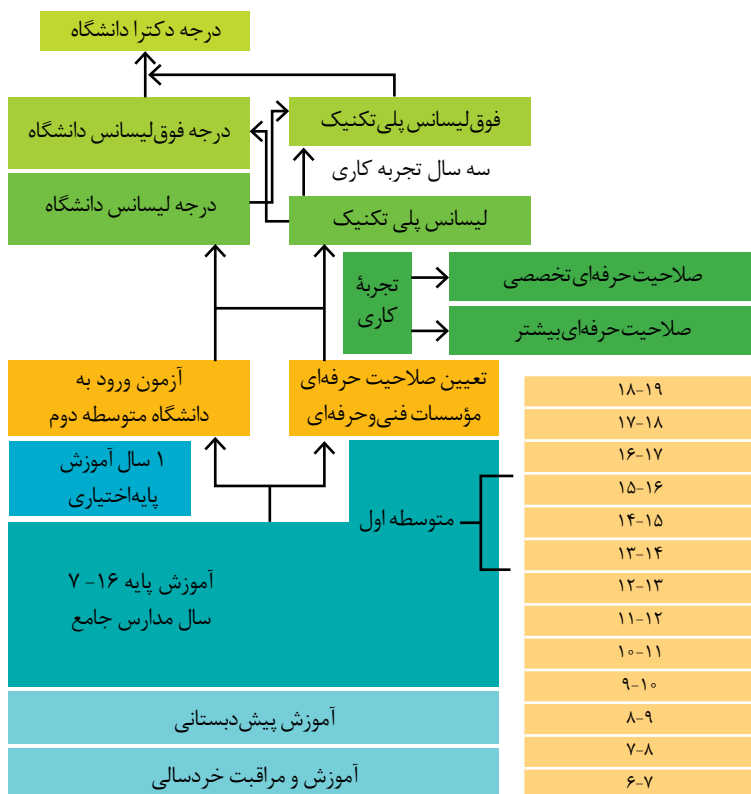 درجه دکترا دانشگاه
فوق‌لیسانس پلی‌تکنیک
درجه فوق‌لیسانس دانشگاه
سه سال تجربه کاری
درجه لیسانس دانشگاه
لیسانس پلی تکنیک
تجربهٔ
کاری
صلاحیت حرفه‌ای تخصصی
صلاحیت حرفه‌ای بیشتر
تعیین صلاحیت حرفه‌ای
مؤسسات فنی‌وحرفه‌ای
آزمون ورود به
دانشگاه متوسطه دوم
۱ سال آموزش
پایه‌اختیاری
متوسطه اول
آموزش پایه ۱۶- ۷
سال مدارس جامع
آموزش پیش‌دبستانی
آموزش و مراقبت خردسالی
۱۸-۱۹
۱۷-۱۸
۱۶-۱۷
۱۵-۱۶
۱۴-۱۵
۱۳-۱۴
۱۲-۱۳
۱۱-۱۲
۱۰-۱۱
۹-۱۰
۸-۹
۷-۸
۶-۷